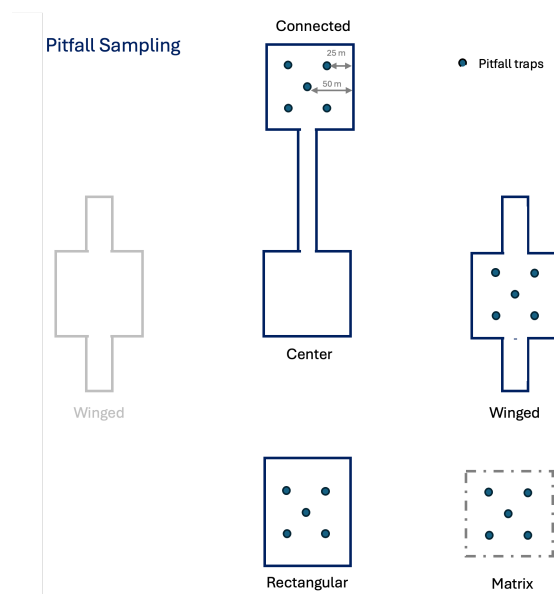 Connected
Pitfall Sampling
25 m
Pitfall traps
50 m
Center
Winged
Winged
Rectangular
Matrix